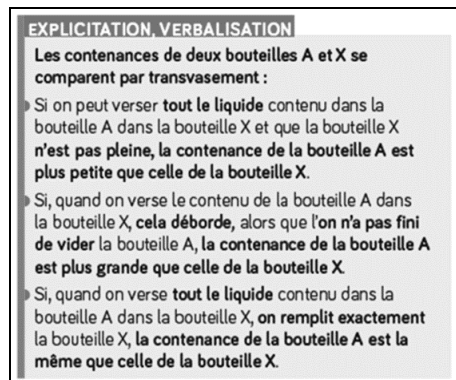 EXPLICITATION, VERBALISATION
Les contenances de deux bouteilles A et X se
comparent par transvasement :
Si on peut verser tout le liquide contenu dans la
bouteille A dans la bouteille X et que la bouteille X
n'est pas pleine, la contenance de la bouteille A est
plus petite que celle de la bouteille X.
Si, quand on verse le contenu de la bouteille A dans
la bouteille X, cela déborde, alors que l'on n'a pas fini
de vider la bouteille A, la contenance de la bouteille A
est plus grande que celle de la bouteille X.
Si, quand on verse tout le liquide contenu dans la
bouteille A dans la bouteille X, on remplit exactement
la bouteille X, la contenance de la bouteille A est la
même que celle de la bouteille X.